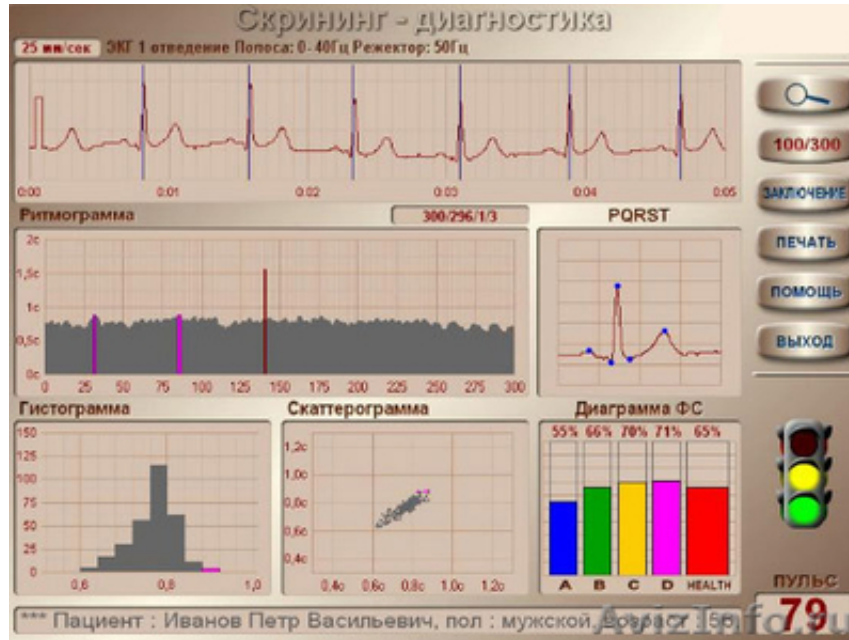 Скрининг - диагностика
25 мм/сек ЭКГ 1 отведение Полоса: 0- 40Гц Режектор: 50Гц
0:00 0:01 0:02 0:03 0:04 0:05
100/300
ЗАКЛЮЧЕНИЕ
ПЕЧАТЬ
ПОМОЩЬ
ВЫХОД
Ритмограмма 300/296/1/3 PQRST
2с
1,5с
1с
0,5с
0с
0 25 50 75 100 125 150 175 200 225 250 275 300
Гистограмма Скаттерограмма Диаграмма ФС
150
125
100
75
50
25
0
0,6 0,8 1,0
1,2с
1,0с
0,8с
0,6с
0,4с
0,4с 0,6с 0,8с 1,0с 1,2с
55% 66% 70% 71% 65%
A B C D HEALTH
ПУЛЬС
79
*** Пациент : Иванов Петр Васильевич, пол : мужской, Возраст : 56
AvizInfo.ru